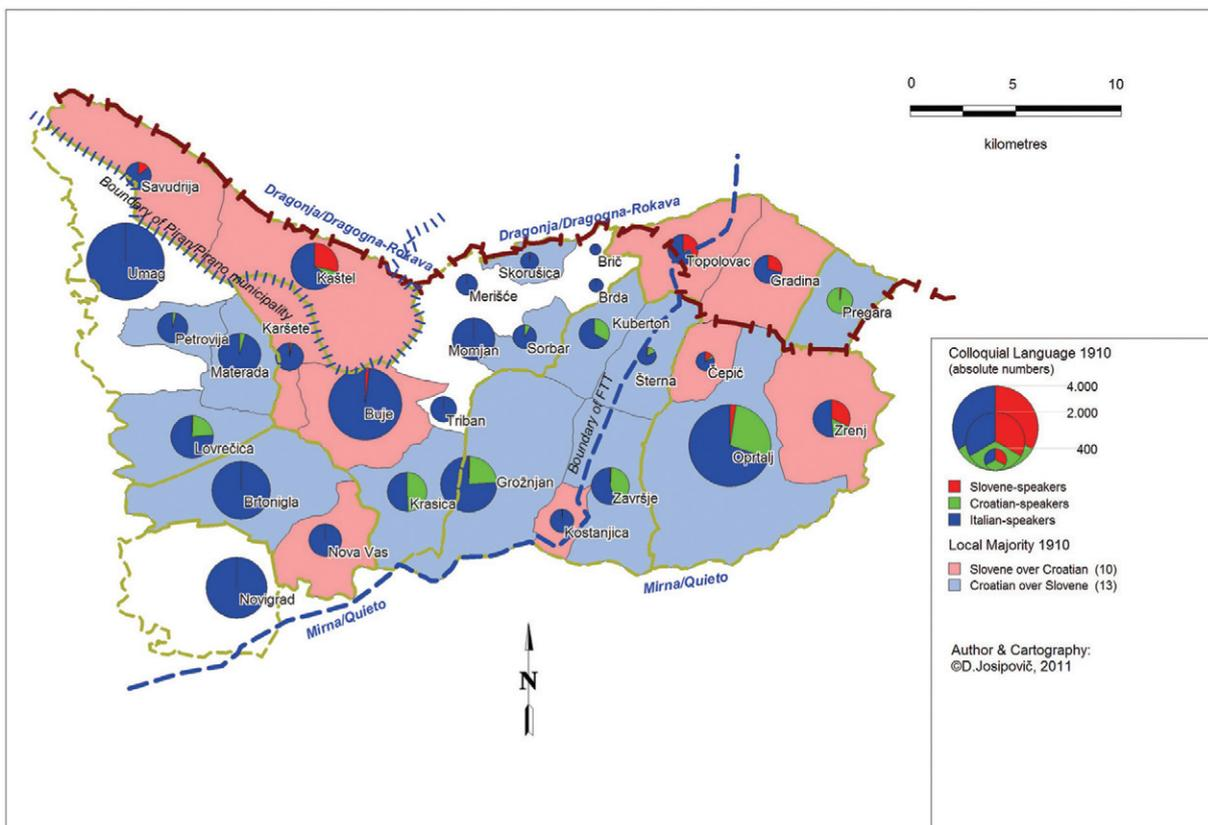 0 5 10
kilometres
Savudrija
Boundary of Piran/Pirano municipality
Dragonja/Dragogna-Rokava
Dragonja/Dragogna-Rokava
Umag
Kaštel
Skorušica
Brič
Topolovac
Gradina
Merišće
Brda
Pregara
Petrovija
Karšete
Materada
Momjan
Sorbar
Kuberton
Šterna
Čepić
Buje
Triban
Boundary of FTT
Zrenj
Lovrečica
Oprtalj
Brtonigla
Krasica
Grožnjan
Završje
Nova Vas
Kostanjica
Novigrad
Mirna/Quieto
Mirna/Quieto
N
Colloquial Language 1910
(absolute numbers)
4.000
2.000
400
Slovene-speakers
Croatian-speakers
Italian-speakers
Local Majority 1910
Slovene over Croatian (10)
Croatian over Slovene (13)
Author & Cartography:
©D.Josipovič, 2011